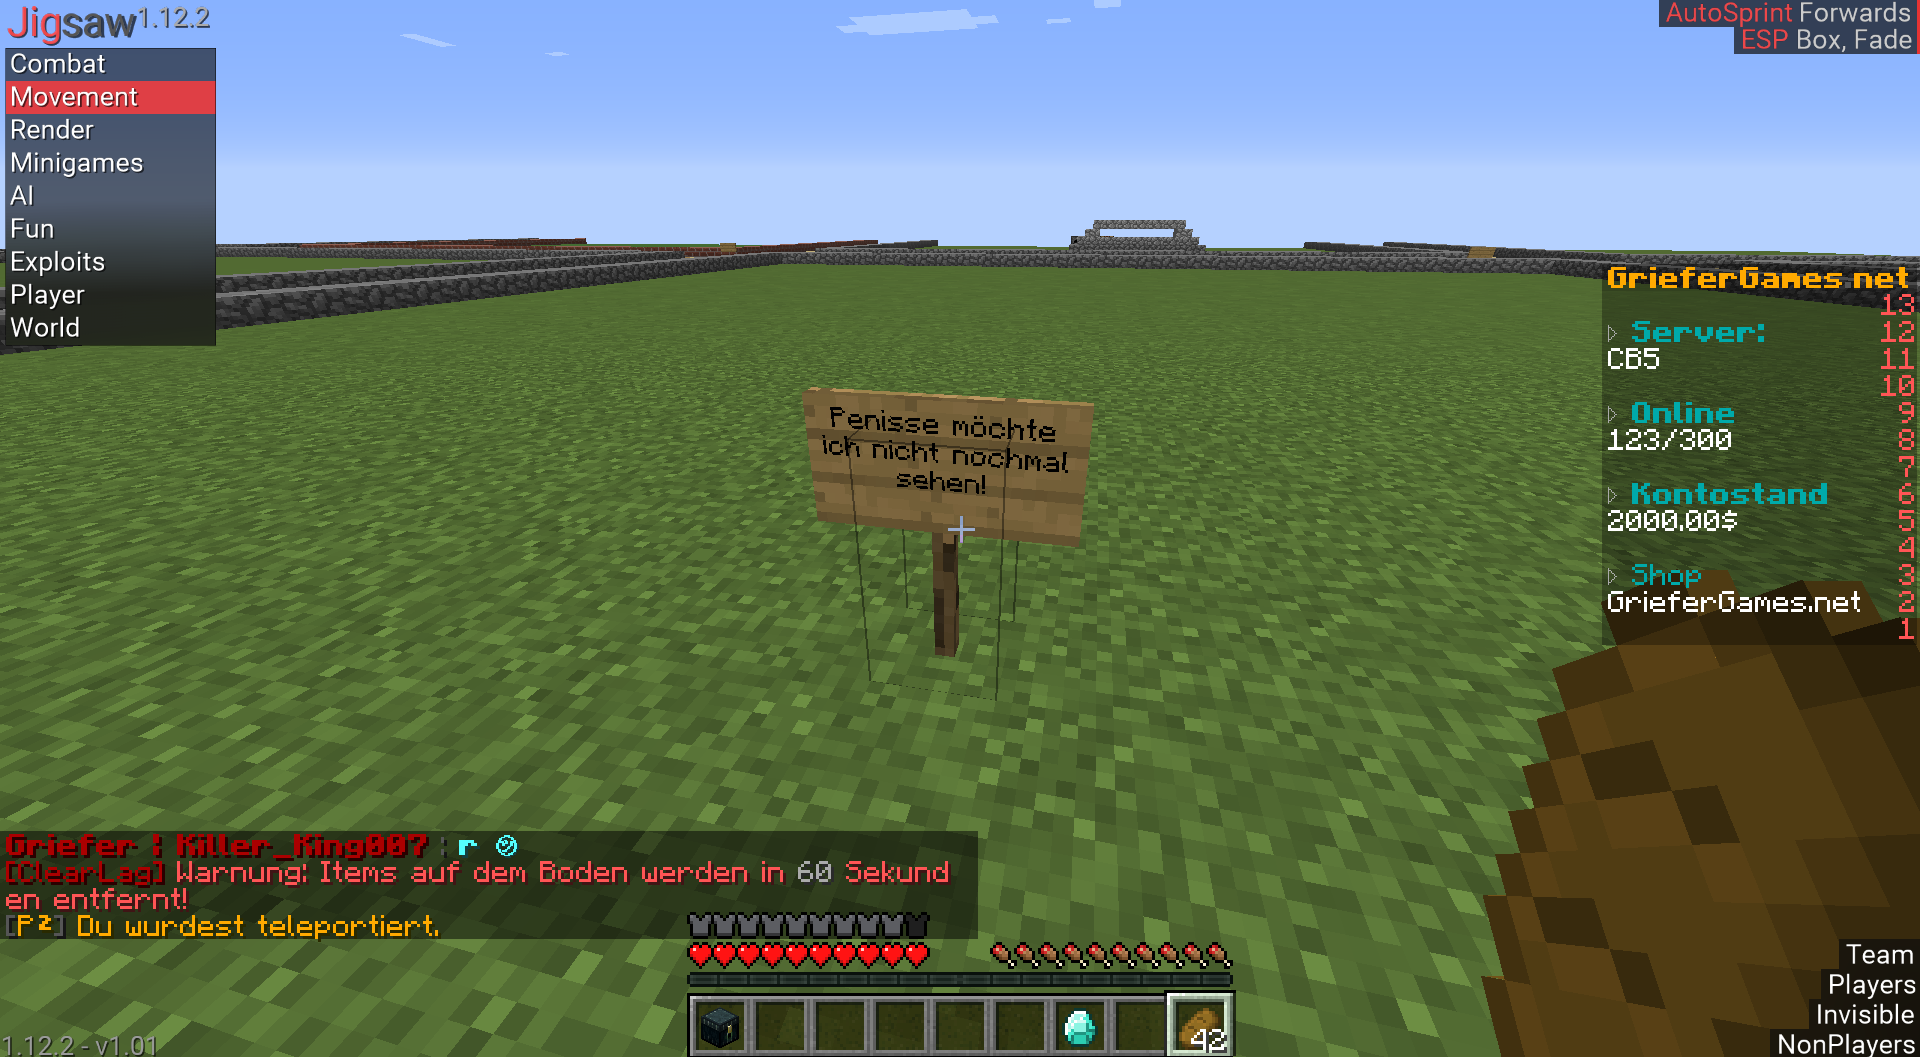 Jigsaw 1.12.2
Combat
Movement
Render
Minigames
AI
Fun
Exploits
Player
World
AutoSprint Forwards
ESP Box, Fade
GrieferGames.net
13
Server: 12
CB5 11
10
Online 9
123/300 8
7
Kontostand 6
2000.00$ 5
4
Shop 3
GrieferGames.net 2
1
Penisse möchte
ich nicht nochmal
sehen!
Griefer | Killer_King007 : r
[ClearLag] Warnung: Items auf dem Boden werden in 60 Sekund
en entfernt!
[P²] Du wurdest teleportiert.
42
Team
Players
Invisible
NonPlayers
1.12.2 - v1.01